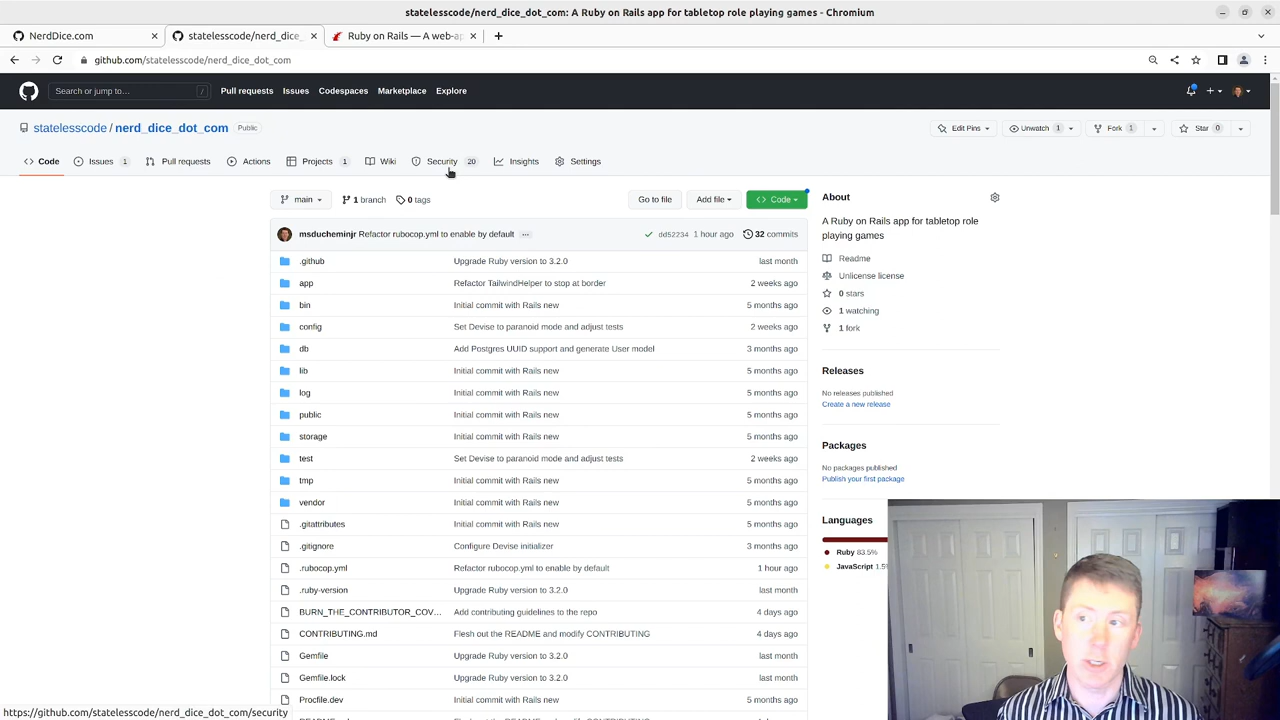 statelesscode/nerd_dice_dot_com: A Ruby on Rails app for tabletop role playing games - Chromium
NerdDice.com
statelesscode/nerd_dice_
Ruby on Rails — A web-ap
github.com/statelesscode/nerd_dice_dot_com
Search or jump to...
/
Pull requests
Issues
Codespaces
Marketplace
Explore
statelesscode / nerd_dice_dot_com Public
Edit Pins
Unwatch 1
Fork 1
Star 0
Code
Issues 1
Pull requests
Actions
Projects 1
Wiki
Security 20
Insights
Settings
main
1 branch
0 tags
Go to file
Add file
Code
msducheminjr Refactor rubocop.yml to enable by default ... dd52234 1 hour ago 32 commits
.github Upgrade Ruby version to 3.2.0 last month
app Refactor TailwindHelper to stop at border 2 weeks ago
bin Initial commit with Rails new 5 months ago
config Set Devise to paranoid mode and adjust tests 2 weeks ago
db Add Postgres UUID support and generate User model 3 months ago
lib Initial commit with Rails new 5 months ago
log Initial commit with Rails new 5 months ago
public Initial commit with Rails new 5 months ago
storage Initial commit with Rails new 5 months ago
test Set Devise to paranoid mode and adjust tests 2 weeks ago
tmp Initial commit with Rails new 5 months ago
vendor Initial commit with Rails new 5 months ago
.gitattributes Initial commit with Rails new 5 months ago
.gitignore Configure Devise initializer 3 months ago
.rubocop.yml Refactor rubocop.yml to enable by default 1 hour ago
.ruby-version Upgrade Ruby version to 3.2.0 last month
BURN_THE_CONTRIBUTOR_COV... Add contributing guidelines to the repo 4 days ago
CONTRIBUTING.md Flesh out the README and modify CONTRIBUTING 4 days ago
Gemfile Upgrade Ruby version to 3.2.0 last month
Gemfile.lock Upgrade Ruby version to 3.2.0 last month
Procfile.dev Initial commit with Rails new 5 months ago
About
A Ruby on Rails app for tabletop role
playing games
Readme
Unlicense license
0 stars
1 watching
1 fork
Releases
No releases published
Create a new release
Packages
No packages published
Publish your first package
Languages
Ruby 83.5%
JavaScript 1.5%
https://github.com/statelesscode/nerd_dice_dot_com/security